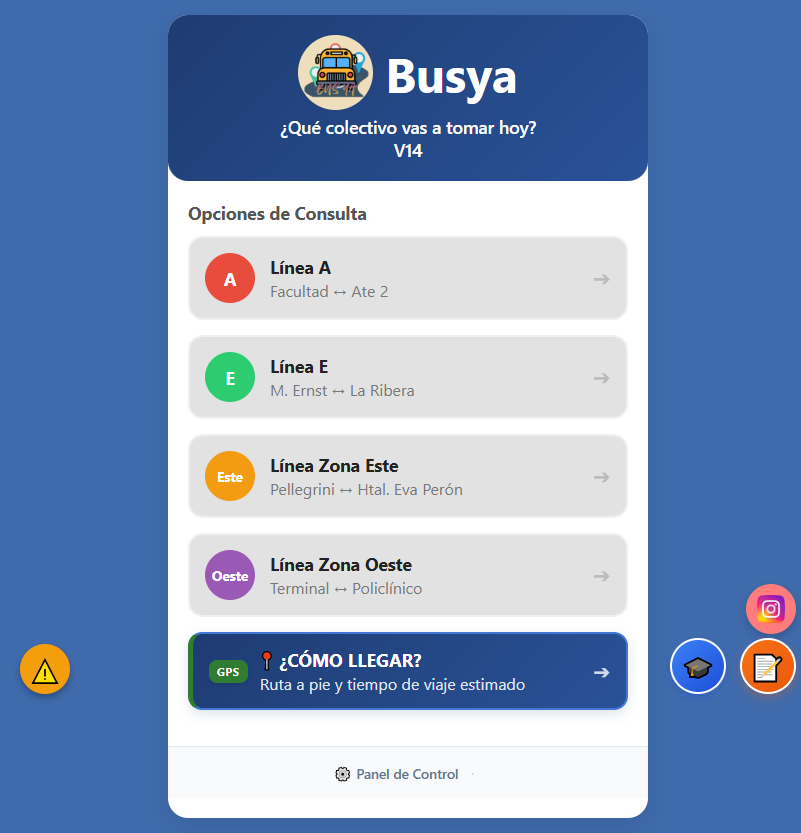 Busya
¿Qué colectivo vas a tomar hoy?
V14
Opciones de Consulta
A
Línea A
Facultad ↔ Ate 2
➔
E
Línea E
M. Ernst ↔ La Ribera
➔
Este
Línea Zona Este
Pellegrini ↔ Htal. Eva Perón
➔
Oeste
Línea Zona Oeste
Terminal ↔ Policlínico
➔
GPS
📍 ¿CÓMO LLEGAR?
Ruta a pie y tiempo de viaje estimado
➔
⚙️ Panel de Control ·